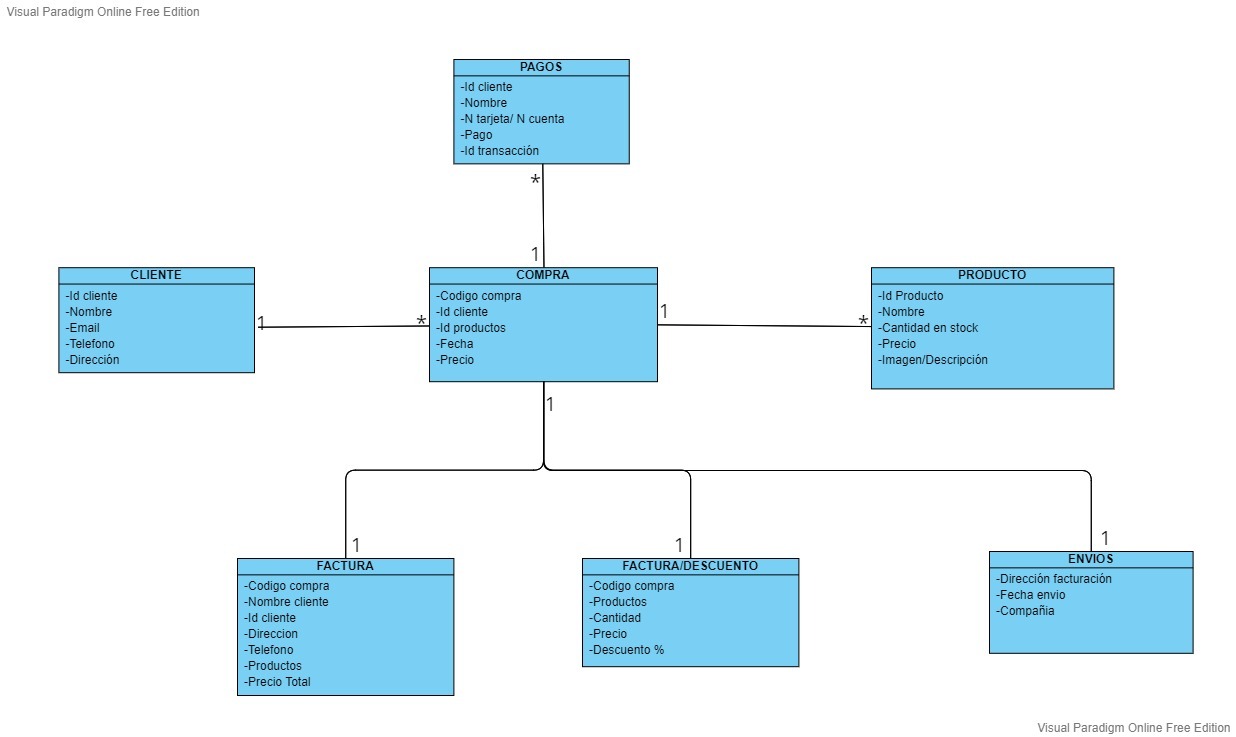 Visual Paradigm Online Free Edition
PAGOS
-Id cliente
-Nombre
-N tarjeta/ N cuenta
-Pago
-Id transacción
*
1
CLIENTE
-Id cliente
-Nombre
-Email
-Telefono
-Dirección
1
*
COMPRA
-Codigo compra
-Id cliente
-Id productos
-Fecha
-Precio
1
*
PRODUCTO
-Id Producto
-Nombre
-Cantidad en stock
-Precio
-Imagen/Descripción
1
1
FACTURA
-Codigo compra
-Nombre cliente
-Id cliente
-Direccion
-Telefono
-Productos
-Precio Total
1
FACTURA/DESCUENTO
-Codigo compra
-Productos
-Cantidad
-Precio
-Descuento %
1
ENVIOS
-Dirección facturación
-Fecha envio
-Compañia
Visual Paradigm Online Free Edition